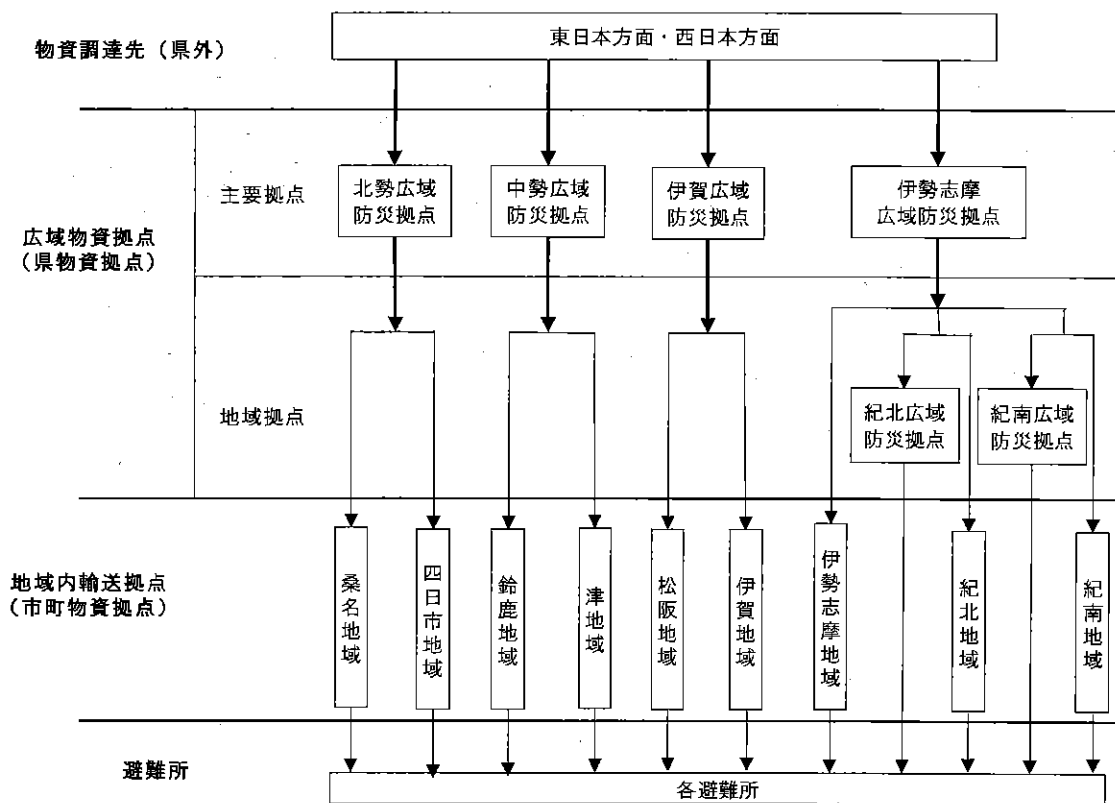 物資調達先（県外）
東日本方面・西日本方面
広域物資拠点
（県物資拠点）
主要拠点
北勢広域
防災拠点
中勢広域
防災拠点
伊賀広域
防災拠点
伊勢志摩
広域防災拠点
地域拠点
紀北広域
防災拠点
紀南広域
防災拠点
地域内輸送拠点
（市町物資拠点）
桑名地域
四日市地域
鈴鹿地域
津地域
松阪地域
伊賀地域
伊勢志摩地域
紀北地域
紀南地域
避難所
各避難所